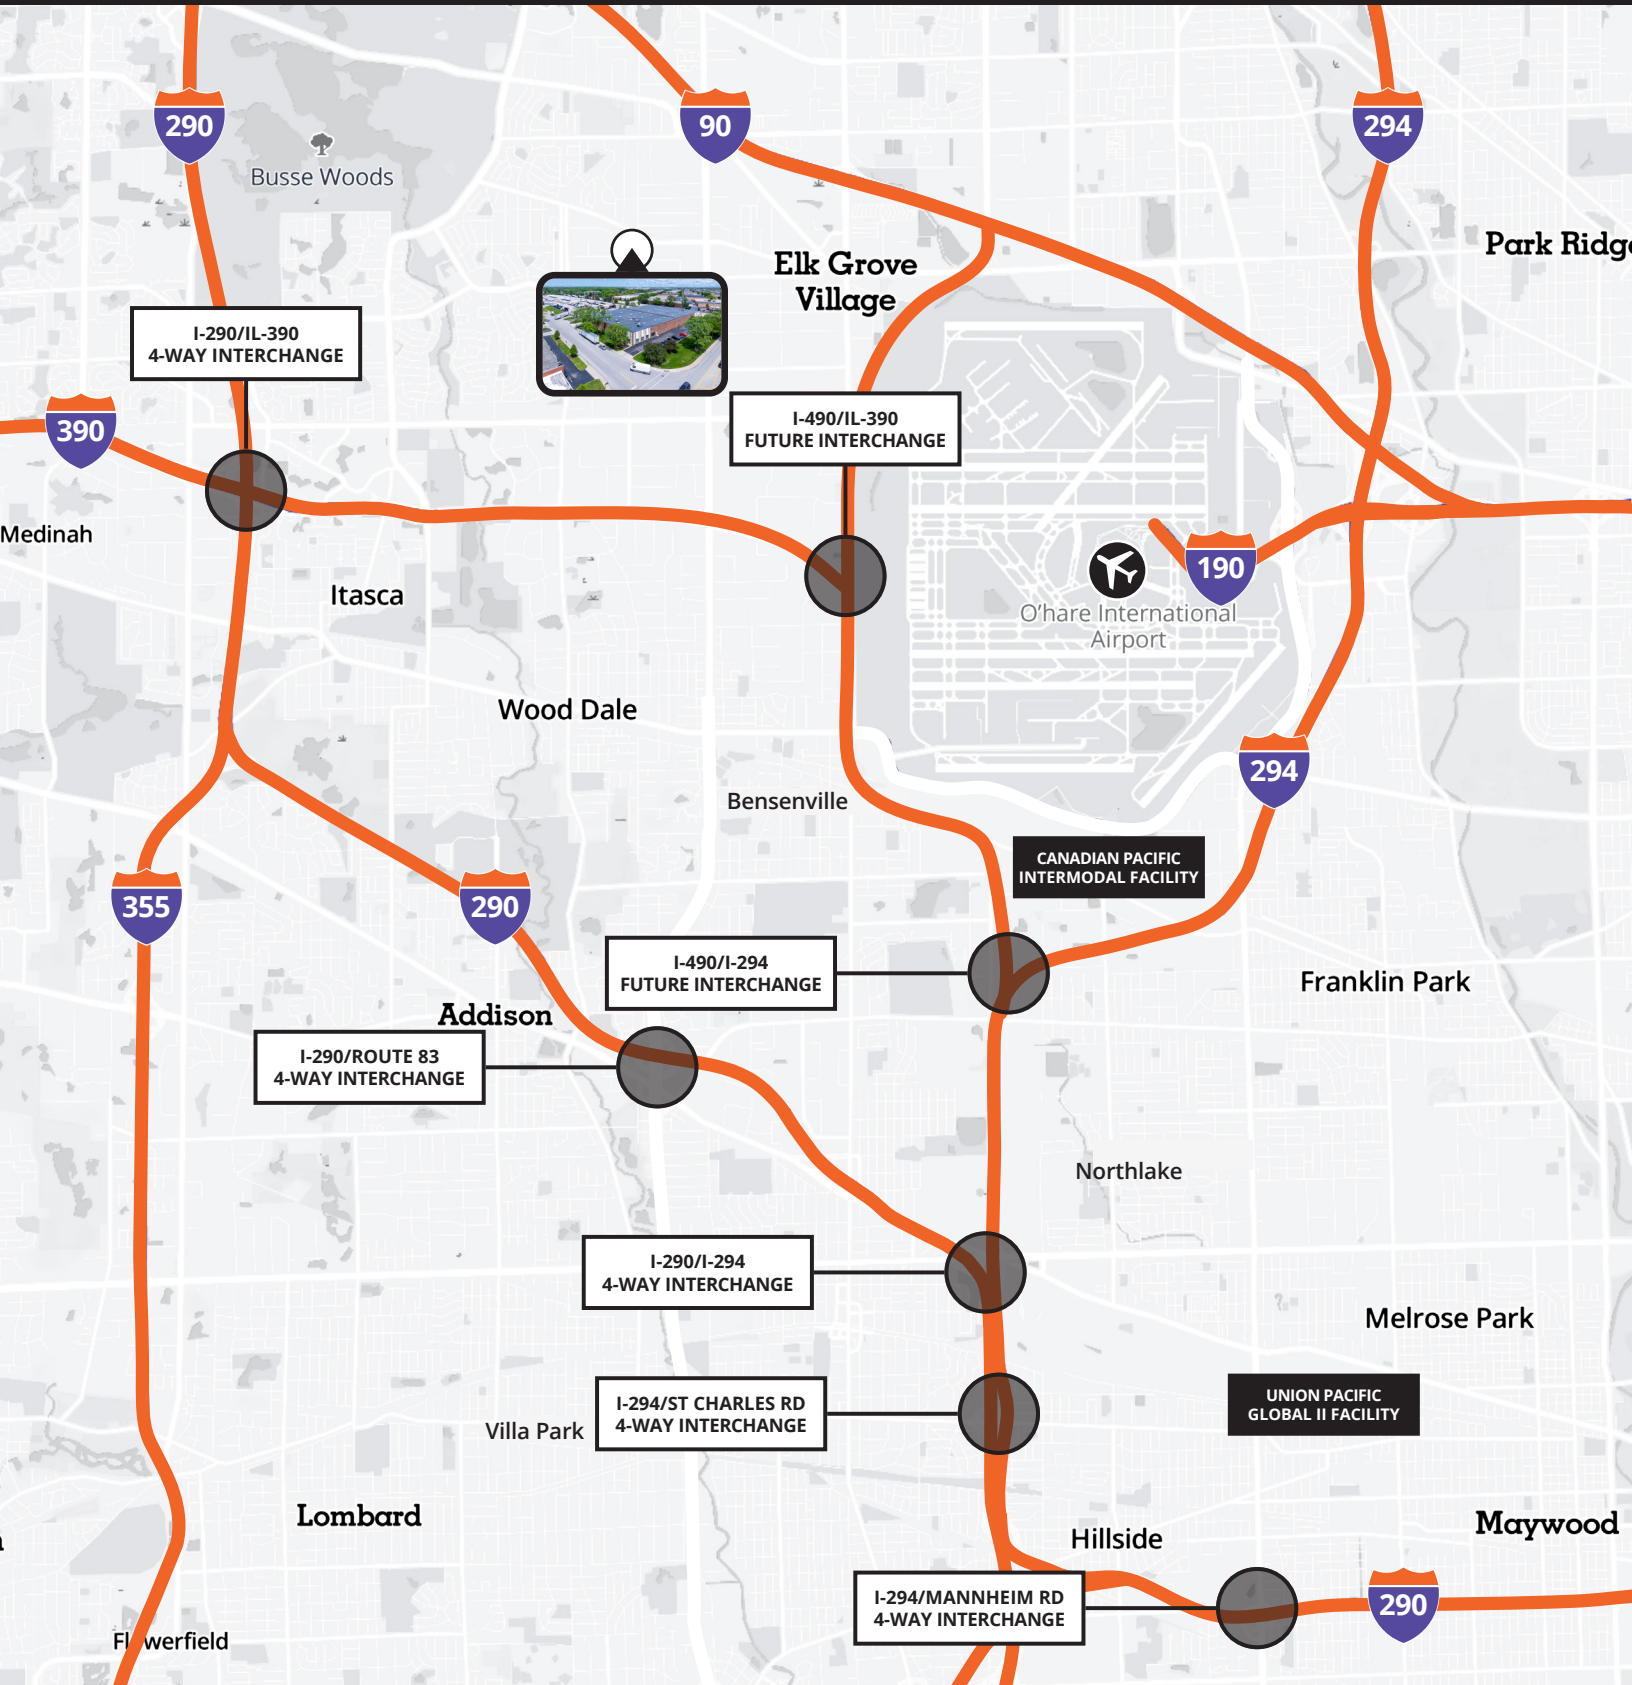 290
90
294
Busse Woods
Park Ridge
Elk Grove
Village
I-290/IL-390
4-WAY INTERCHANGE
390
I-490/IL-390
FUTURE INTERCHANGE
Medinah
190
Itasca
O'hare International
Airport
Wood Dale
294
Bensenville
CANADIAN PACIFIC
INTERMODAL FACILITY
355
290
I-490/I-294
FUTURE INTERCHANGE
Franklin Park
Addison
I-290/ROUTE 83
4-WAY INTERCHANGE
Northlake
I-290/I-294
4-WAY INTERCHANGE
Melrose Park
I-294/ST CHARLES RD
4-WAY INTERCHANGE
UNION PACIFIC
GLOBAL II FACILITY
Villa Park
Lombard
Maywood
Hillside
I-294/MANNHEIM RD
4-WAY INTERCHANGE
290
Flowerfield